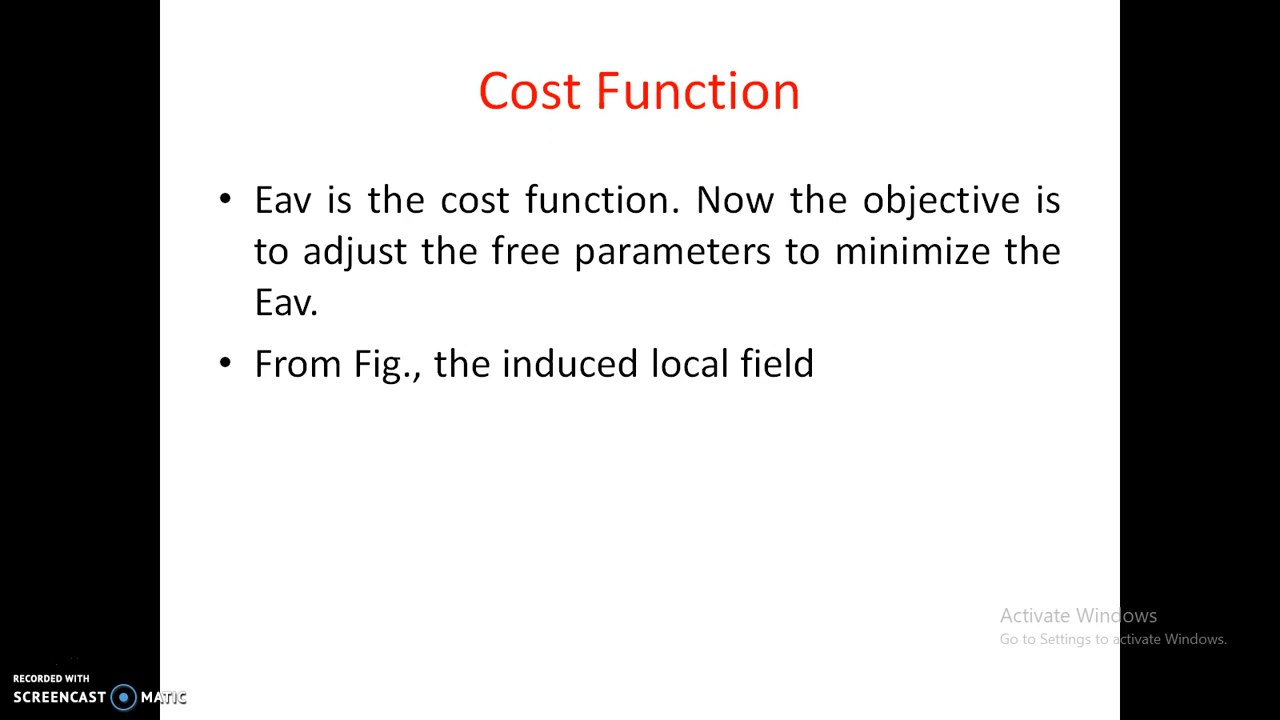 Cost Function
• Eav is the cost function. Now the objective is
to adjust the free parameters to minimize the
Eav.
• From Fig., the induced local field
Activate Windows
Go to Settings to activate Windows.
RECORDED WITH
SCREENCAST MATIC